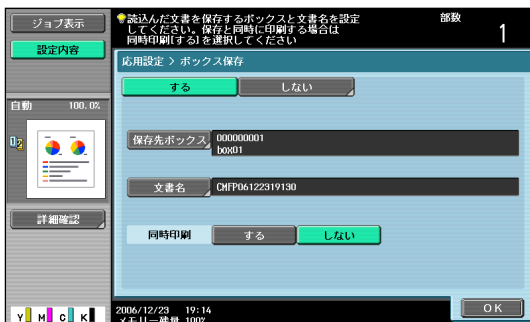 ジョブ表示
設定内容
読込んだ文書を保存するボックスと文書名を設定
してください。保存と同時に印刷する場合は
同時印刷[する]を選択してください
部数
1
応用設定 > ボックス保存
する
しない
自動 100.0%
保存先ボックス
000000001
box01
文書名
CMFP06122319130
詳細確認
同時印刷
する
しない
Y M C K
2006/12/23 19:14
メモリー残量 100%
OK